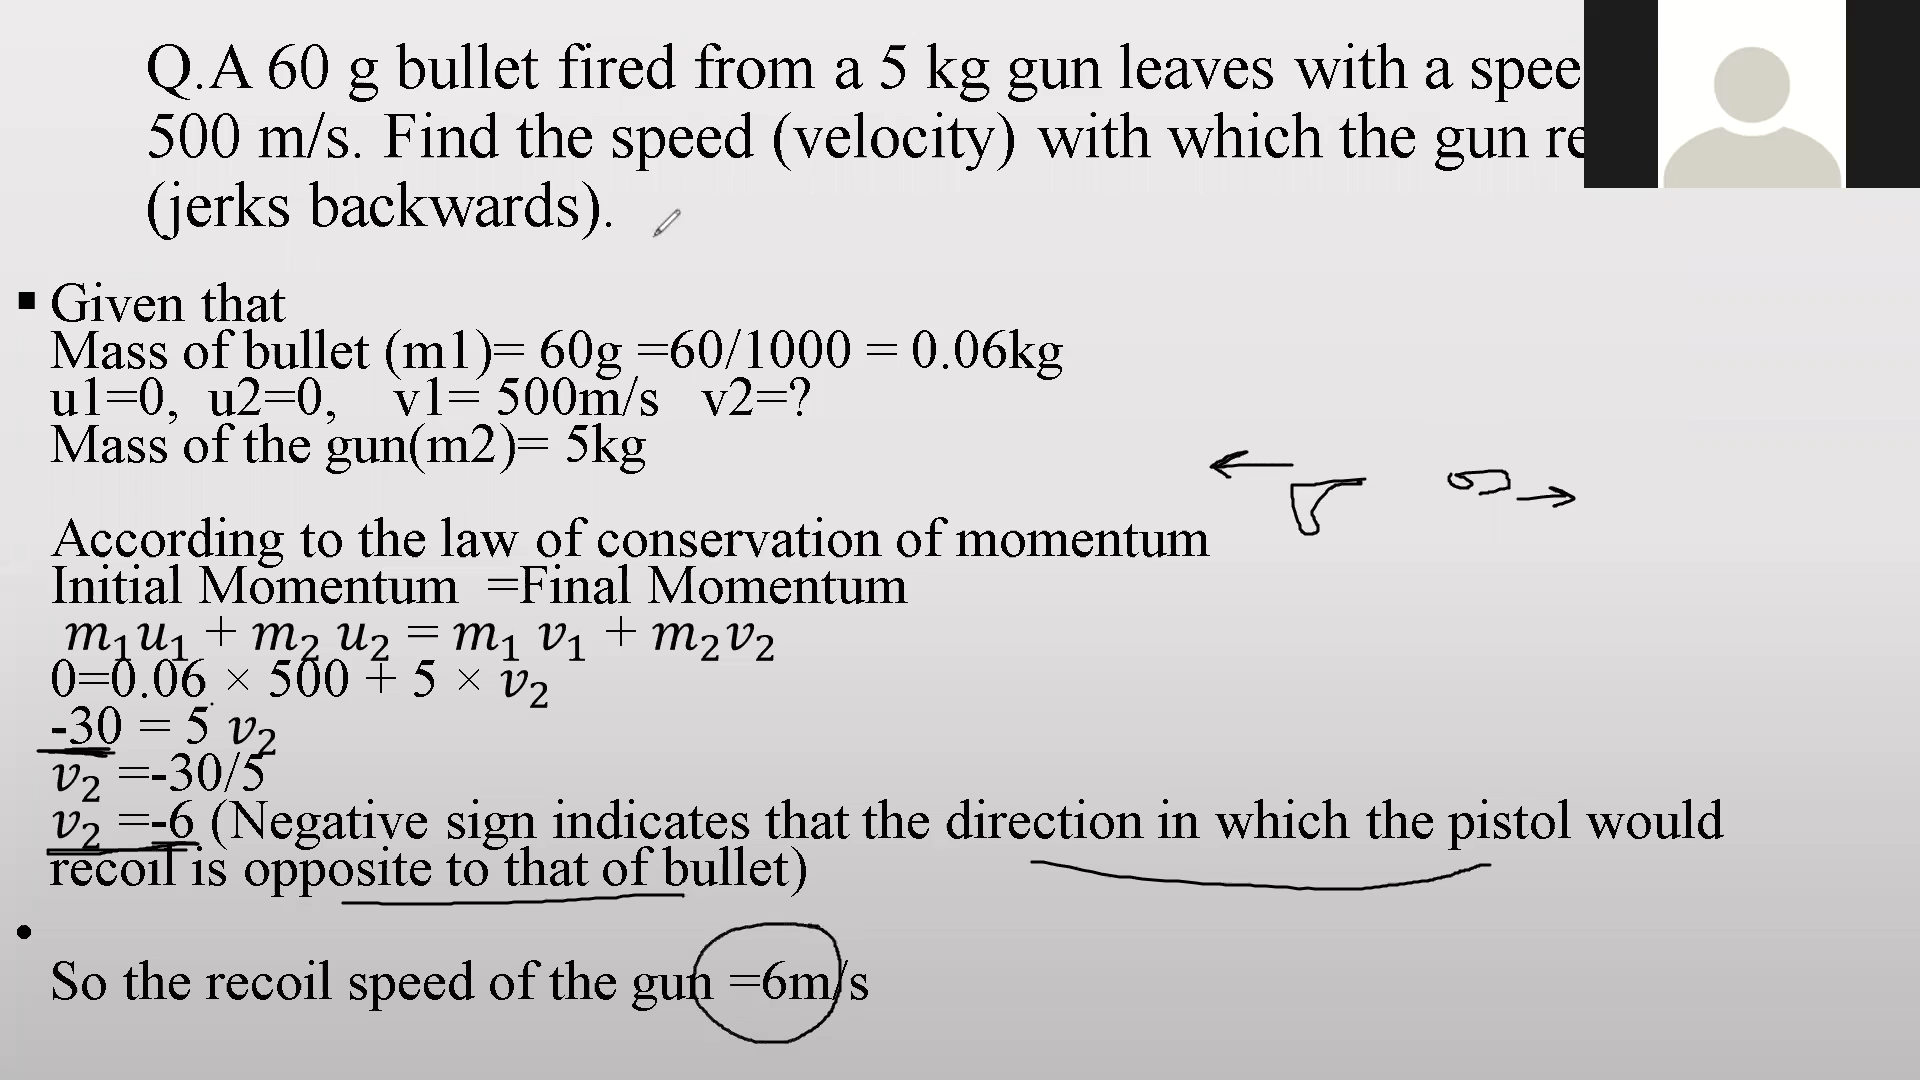 Q.A 60 g bullet fired from a 5 kg gun leaves with a spee
500 m/s. Find the speed (velocity) with which the gun re
(jerks backwards).
▪ Given that
Mass of bullet (m1)= 60g =60/1000 = 0.06kg
u1=0, u2=0, v1= 500m/s v2=?
Mass of the gun(m2)= 5kg
According to the law of conservation of momentum
Initial Momentum =Final Momentum
m₁u₁ + m₂ u₂ = m₁ v₁ + m₂v₂
0=0.06 × 500 + 5 × v₂
-30 = 5 v₂
v₂ =-30/5
v₂ =-6 (Negative sign indicates that the direction in which the pistol would
recoil is opposite to that of bullet)
•
So the recoil speed of the gun =6m/s